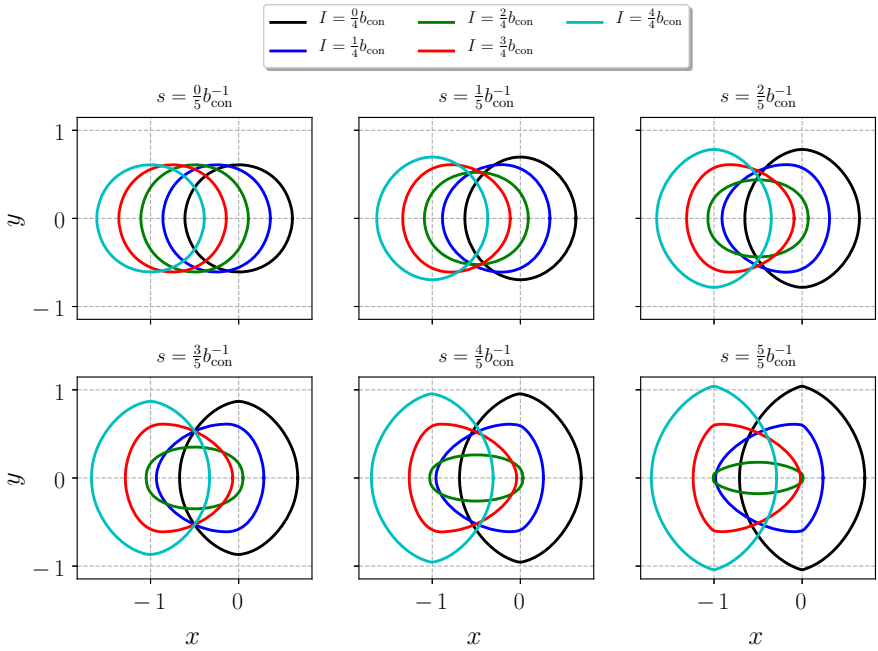 I = 0/4 b_con I = 2/4 b_con I = 4/4 b_con
I = 1/4 b_con I = 3/4 b_con
s = 0/5 b_con^−1 s = 1/5 b_con^−1 s = 2/5 b_con^−1
1
y 0
−1
s = 3/5 b_con^−1 s = 4/5 b_con^−1 s = 5/5 b_con^−1
1
y 0
−1
−1 0 −1 0 −1 0
x x x